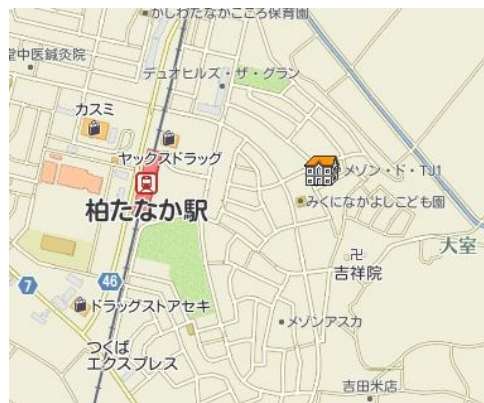 かしわたなかこころ保育園
堂中医鍼灸院
デュオヒルズ・ザ・グラン
カスミ
ヤックスドラッグ
メゾン・ド・TJ1
柏たなか駅
みくになかよしこども園
大室
吉祥院
46
7
ドラッグストアセキ
メゾンアスカ
つくば
エクスプレス
吉田米店